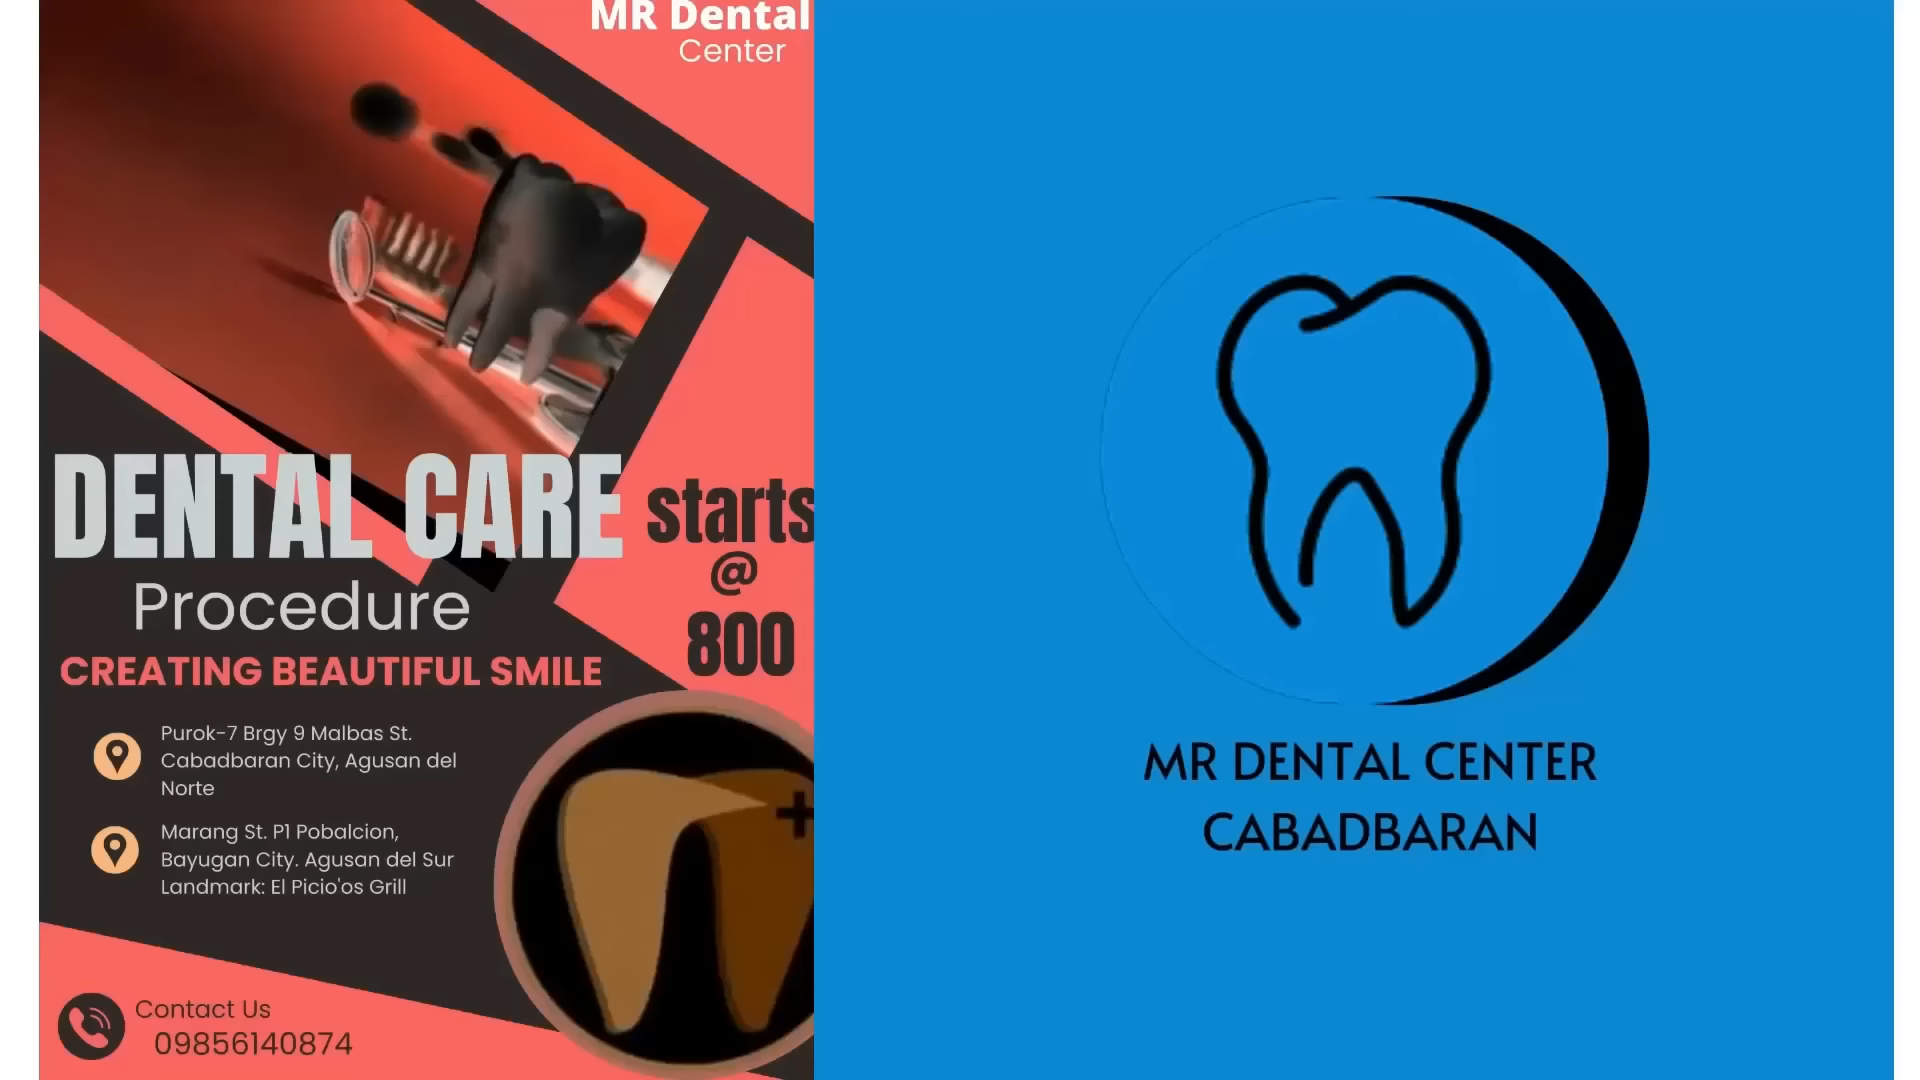 MR Dental
Center
DENTAL CARE
Procedure
CREATING BEAUTIFUL SMILE
starts
@
800
Purok-7 Brgy 9 Malbas St.
Cabadbaran City, Agusan del
Norte
Marang St. P1 Pobalcion,
Bayugan City. Agusan del Sur
Landmark: El Picio'os Grill
Contact Us
09856140874
MR DENTAL CENTER
CABADBARAN